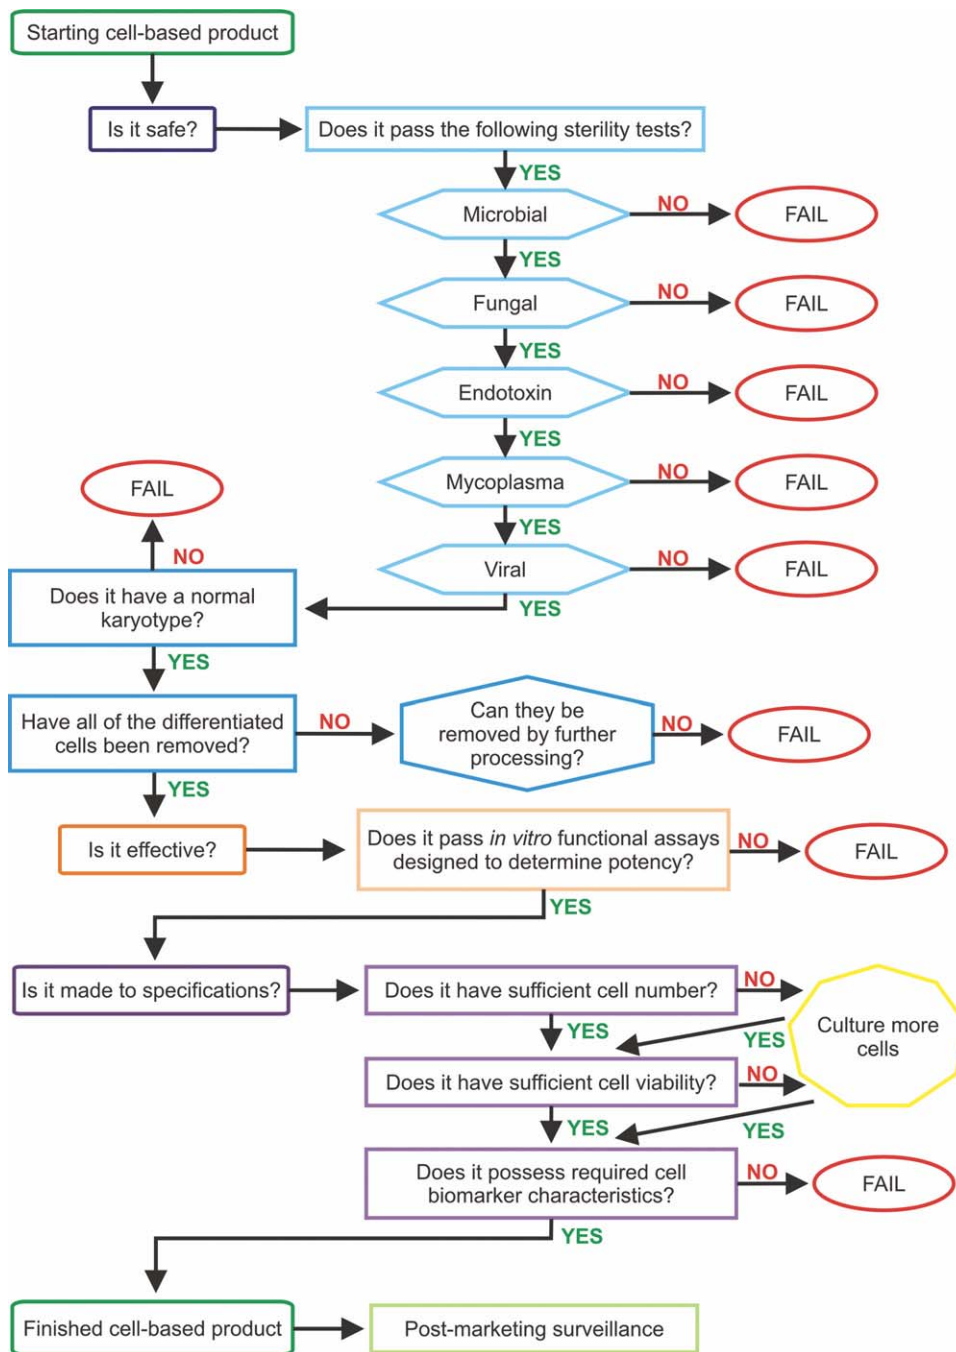 Starting cell-based product
Is it safe?
Does it pass the following sterility tests?
YES
Microbial
NO
FAIL
YES
Fungal
NO
FAIL
YES
Endotoxin
NO
FAIL
YES
Mycoplasma
NO
FAIL
YES
Viral
NO
FAIL
YES
FAIL
NO
Does it have a normal
karyotype?
YES
Have all of the differentiated
cells been removed?
NO
Can they be
removed by further
processing?
NO
FAIL
YES
Is it effective?
Does it pass in vitro functional assays
designed to determine potency?
NO
FAIL
YES
Is it made to specifications?
Does it have sufficient cell number?
NO
Culture more
cells
YES
YES
Does it have sufficient cell viability?
NO
YES
YES
Does it possess required cell
biomarker characteristics?
NO
FAIL
YES
Finished cell-based product
Post-marketing surveillance